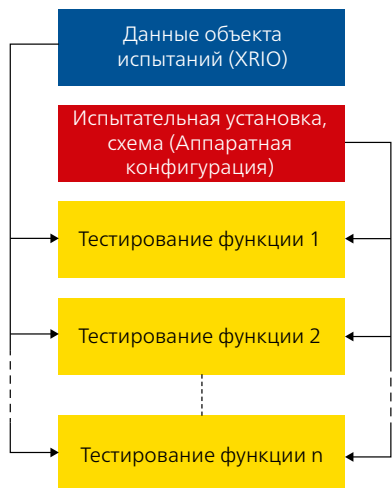 Данные объекта
испытаний (XRIO)
Испытательная установка,
схема (Аппаратная
конфигурация)
Тестирование функции 1
Тестирование функции 2
Тестирование функции n